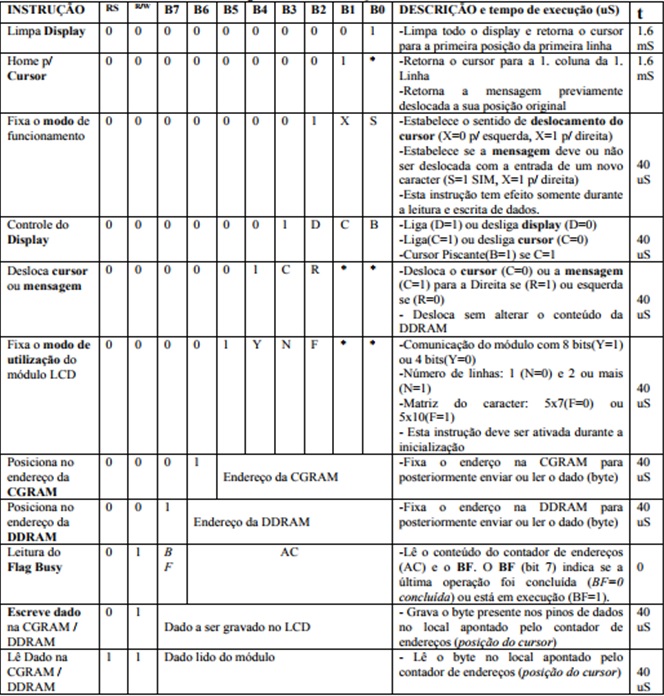 INSTRUÇÃO RS R/W B7 B6 B5 B4 B3 B2 B1 B0 DESCRIÇÃO e tempo de execução (uS) t
Limpa Display 0 0 0 0 0 0 0 0 0 1 -Limpa todo o display e retorna o cursor 1.6
para a primeira posição da primeira linha mS
Home p/ 0 0 0 0 0 0 0 0 1 * -Retorna o cursor para a 1. coluna da 1. 1.6
Cursor Linha mS
-Retorna a mensagem previamente
deslocada a sua posição original
Fixa o modo de 0 0 0 0 0 0 0 1 X S -Estabelece o sentido de deslocamento do
funcionamento cursor (X=0 p/ esquerda, X=1 p/ direita)
-Estabelece se a mensagem deve ou não
ser deslocada com a entrada de um novo 40
caracter (S=1 SIM, X=1 p/ direita) uS
-Esta instrução tem efeito somente durante
a leitura e escrita de dados.
Controle do 0 0 0 0 0 0 1 D C B -Liga (D=1) ou desliga display (D=0)
Display -Liga(C=1) ou desliga cursor (C=0) 40
-Cursor Piscante(B=1) se C=1 uS
Desloca cursor 0 0 0 0 0 1 C R * * -Desloca o cursor (C=0) ou a mensagem
ou mensagem (C=1) para a Direita se (R=1) ou esquerda
se (R=0) 40
- Desloca sem alterar o conteúdo da uS
DDRAM
Fixa o modo de 0 0 0 0 1 Y N F * * -Comunicação do módulo com 8 bits(Y=1)
utilização do ou 4 bits(Y=0)
módulo LCD -Número de linhas: 1 (N=0) e 2 ou mais
(N=1) 40
-Matriz do caracter: 5x7(F=0) ou uS
5x10(F=1)
- Esta instrução deve ser ativada durante a
inicialização
Posiciona no 0 0 0 1 Endereço da CGRAM -Fixa o enderço na CGRAM para 40
endereço da posteriormente enviar ou ler o dado (byte) uS
CGRAM
Posiciona no 0 0 1 Endereço da DDRAM -Fixa o enderço na DDRAM para 40
endereço da posteriormente enviar ou ler o dado (byte) uS
DDRAM
Leitura do 0 1 B AC -Lê o conteúdo do contador de endereços
Flag Busy F (AC) e o BF. O BF (bit 7) indica se a 0
última operação foi concluída (BF=0
concluída) ou está em execução (BF=1).
Escreve dado 0 1 Dado a ser gravado no LCD - Grava o byte presente nos pinos de dados 40
na CGRAM / no local apontado pelo contador de uS
DDRAM endereços (posição do cursor)
Lê Dado na 1 1 Dado lido do módulo - Lê o byte no local apontado pelo
CGRAM / contador de endereços (posição do cursor) 40
DDRAM uS